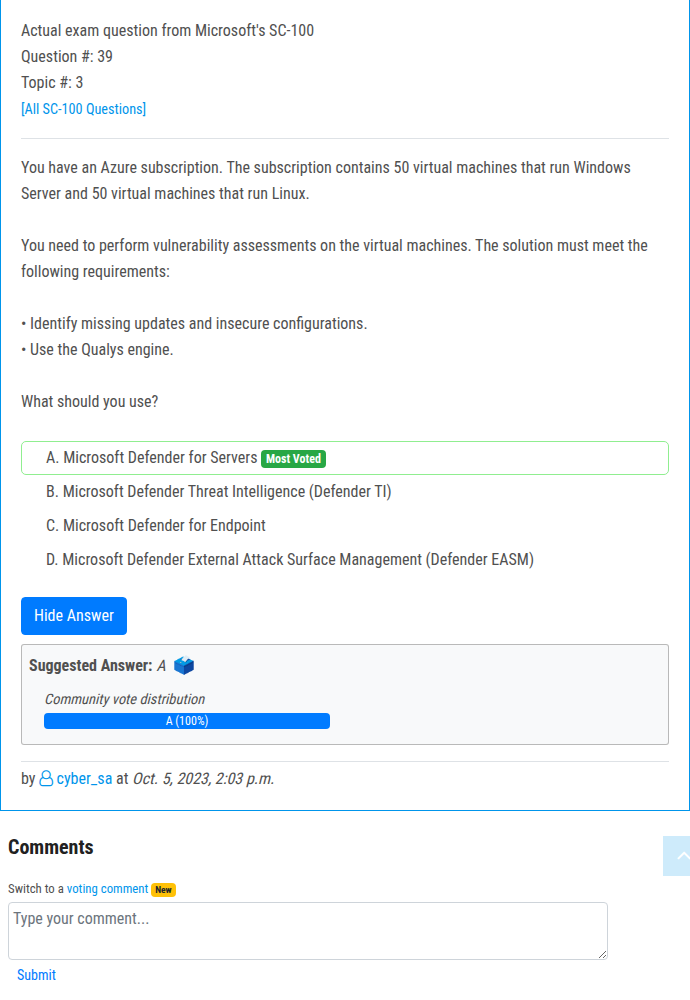 Actual exam question from Microsoft's SC-100
Question #: 39
Topic #: 3
[All SC-100 Questions]
You have an Azure subscription. The subscription contains 50 virtual machines that run Windows
Server and 50 virtual machines that run Linux.
You need to perform vulnerability assessments on the virtual machines. The solution must meet the
following requirements:
• Identify missing updates and insecure configurations.
• Use the Qualys engine.
What should you use?
A. Microsoft Defender for Servers Most Voted
B. Microsoft Defender Threat Intelligence (Defender TI)
C. Microsoft Defender for Endpoint
D. Microsoft Defender External Attack Surface Management (Defender EASM)
Hide Answer
Suggested Answer: A
Community vote distribution
A (100%)
by cyber_sa at Oct. 5, 2023, 2:03 p.m.
Comments
Switch to a voting comment New
Type your comment...
Submit